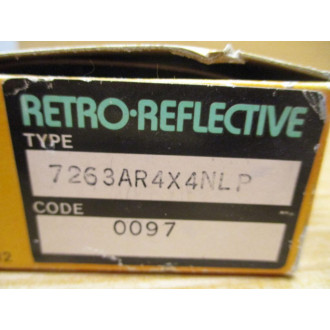 RETRO-REFLECTIVE
TYPE
7263AR4X4NLP
CODE
0097